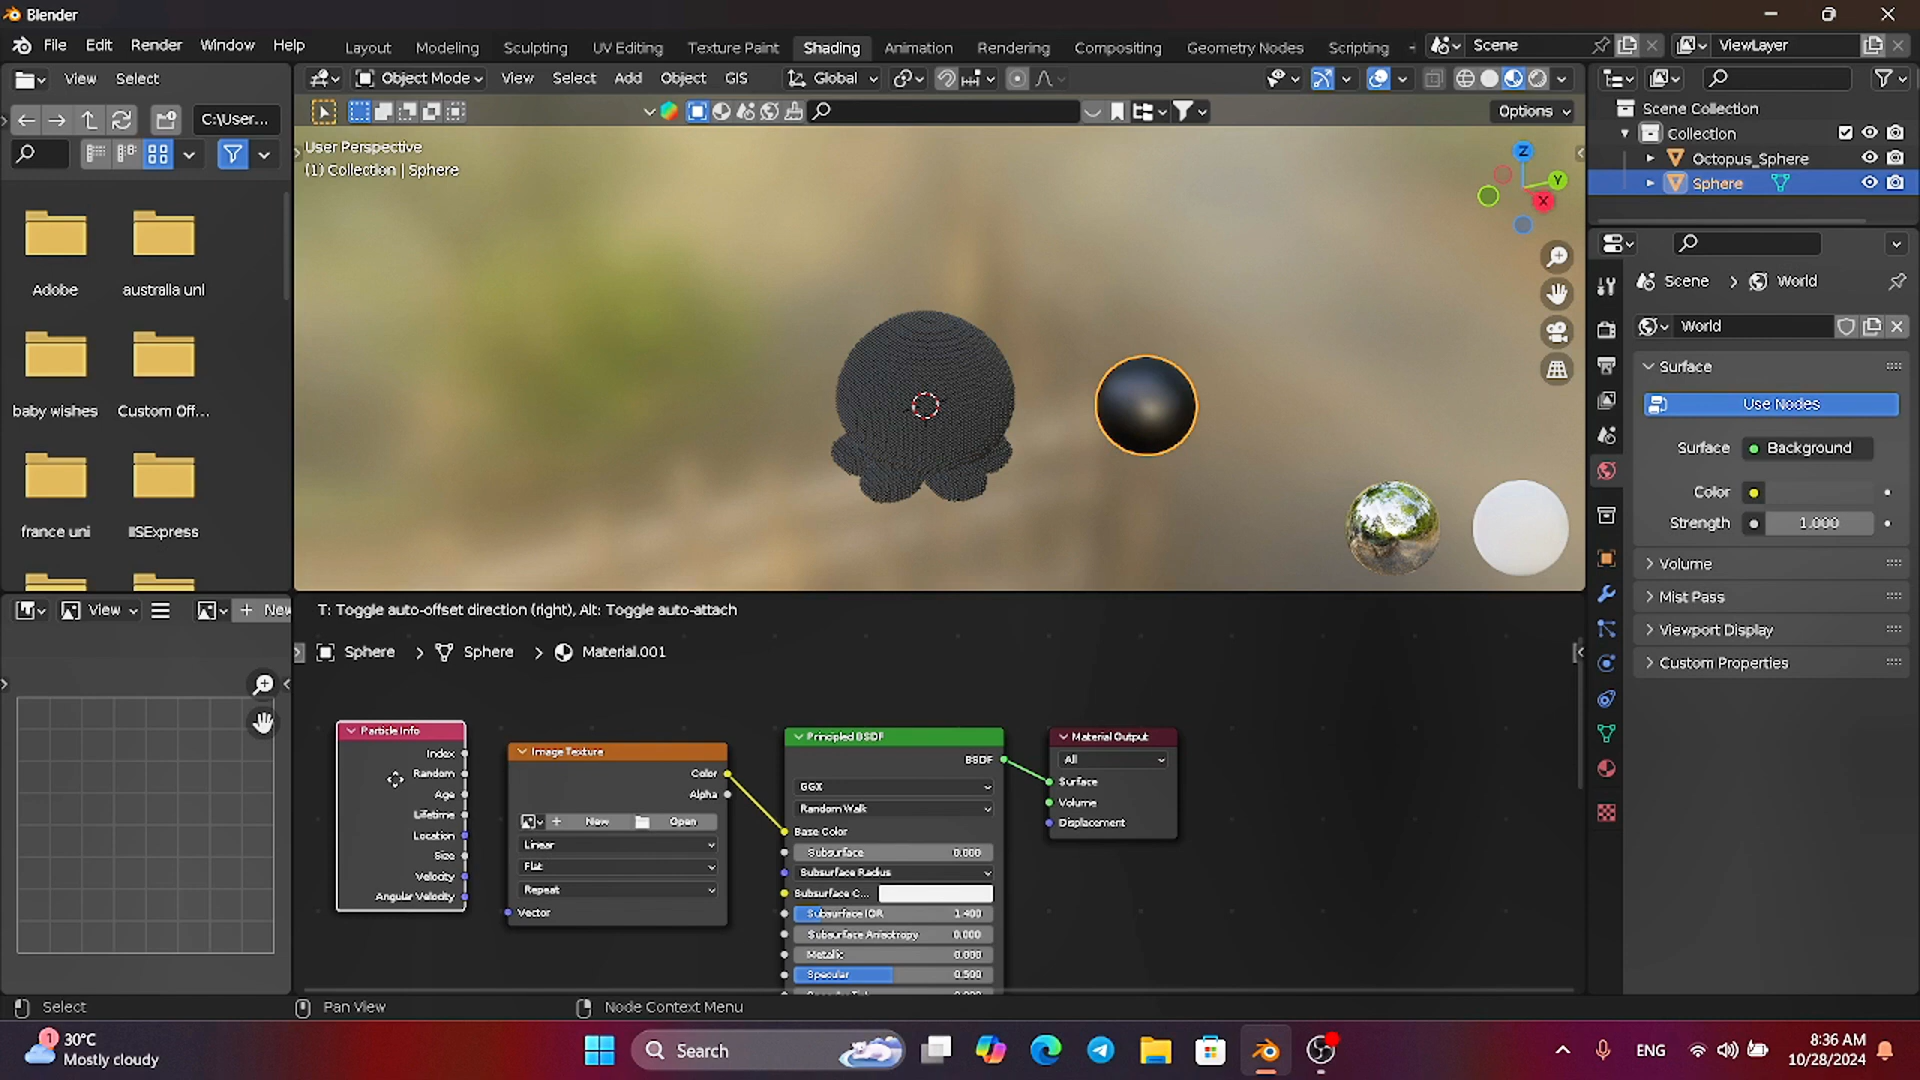 Blender
File Edit Render Window Help
Layout Modeling Sculpting UV Editing Texture Paint Shading Animation Rendering Compositing Geometry Nodes Scripting
Scene
ViewLayer
View Select
Object Mode View Select Add Object GIS Global
C:\User...
Options
User Perspective
(1) Collection | Sphere
Z
Y
X
Scene Collection
Collection
Octopus_Sphere
Sphere
Scene > World
World
Surface
Use Nodes
Surface Background
Color
Strength 1.000
Volume
Mist Pass
Viewport Display
Custom Properties
Adobe
australia unI
baby wishes
Custom Off...
france uni
IISExpress
View
New
T: Toggle auto-offset direction (right), Alt: Toggle auto-attach
Sphere > Sphere > Material.001
Particle Info
Index
Random
Age
Lifetime
Location
Size
Velocity
Angular Velocity
Image Texture
Color
Alpha
New Open
Linear
Flat
Repeat
Vector
Principled BSDF
BSDF
GGX
Random Walk
Base Color
Subsurface 0.000
Subsurface Radius
Subsurface C...
Subsurface IOR 1.400
Subsurface Anisotropy 0.000
Metallic 0.000
Specular 0.500
Material Output
All
Surface
Volume
Displacement
Select
Pan View
Node Context Menu
1
30°C
Mostly cloudy
Search
ENG
8:36 AM
10/28/2024